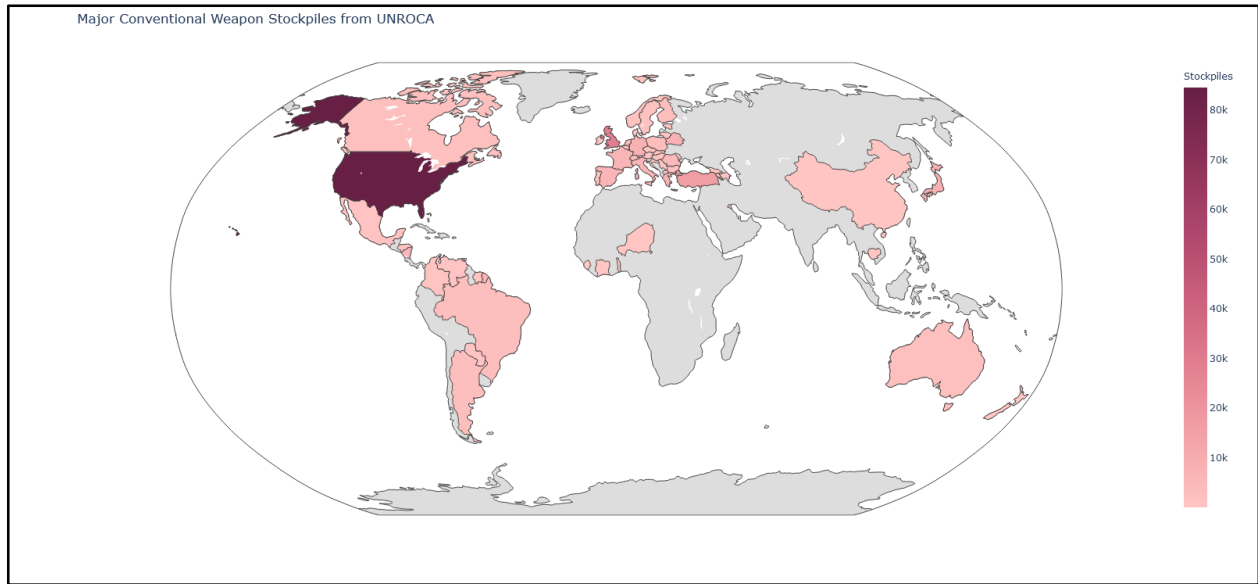 Major Conventional Weapon Stockpiles from UNROCA
Stockpiles
80k
70k
60k
50k
40k
30k
20k
10k